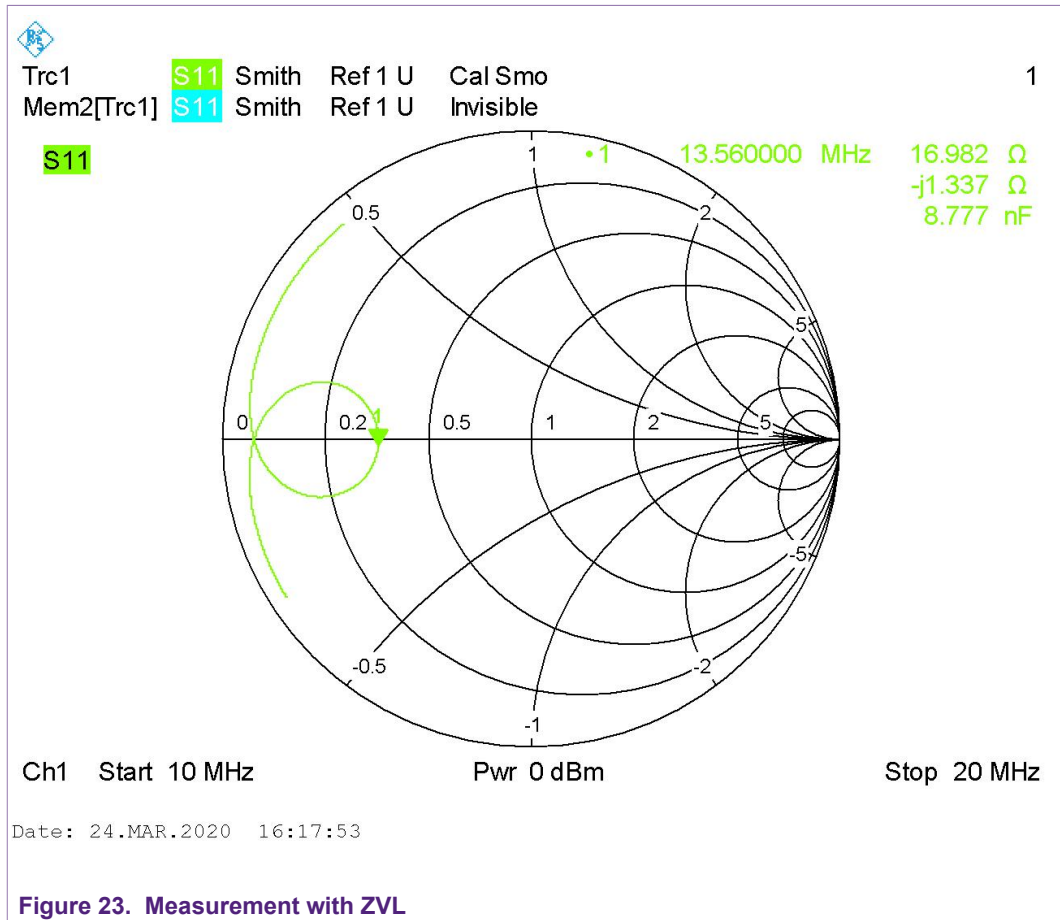 Trc1 S11 Smith Ref 1 U Cal Smo 1
Mem2[Trc1] S11 Smith Ref 1 U Invisible
S11
1 •1 13.560000 MHz 16.982 Ω
-j1.337 Ω
8.777 nF
0.5 2
5
0 0.2 1 0.5 1 2 5
-5
-0.5 -2
-1
Ch1 Start 10 MHz Pwr 0 dBm Stop 20 MHz
Date: 24.MAR.2020 16:17:53
Figure 23. Measurement with ZVL